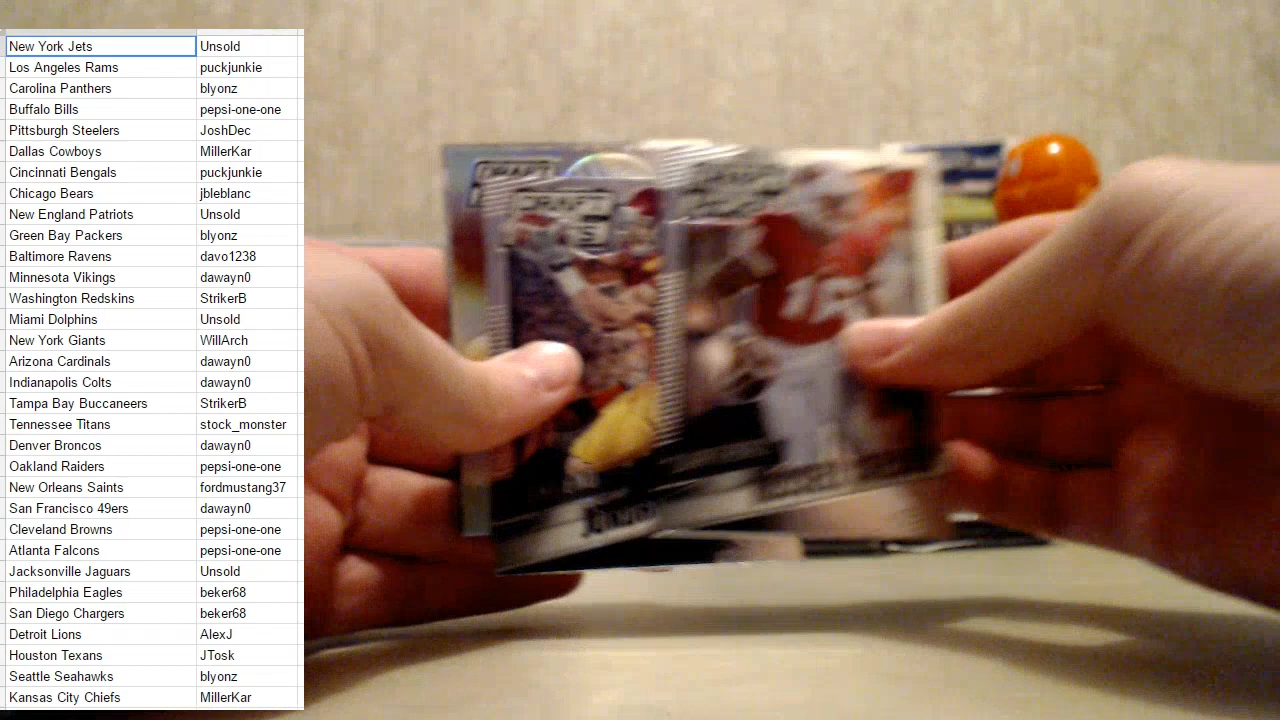 New York Jets Unsold
Los Angeles Rams puckjunkie
Carolina Panthers blyonz
Buffalo Bills pepsi-one-one
Pittsburgh Steelers JoshDec
Dallas Cowboys MillerKar
Cincinnati Bengals puckjunkie
Chicago Bears jbleblanc
New England Patriots Unsold
Green Bay Packers blyonz
Baltimore Ravens davo1238
Minnesota Vikings dawayn0
Washington Redskins StrikerB
Miami Dolphins Unsold
New York Giants WillArch
Arizona Cardinals dawayn0
Indianapolis Colts dawayn0
Tampa Bay Buccaneers StrikerB
Tennessee Titans stock_monster
Denver Broncos dawayn0
Oakland Raiders pepsi-one-one
New Orleans Saints fordmustang37
San Francisco 49ers dawayn0
Cleveland Browns pepsi-one-one
Atlanta Falcons pepsi-one-one
Jacksonville Jaguars Unsold
Philadelphia Eagles beker68
San Diego Chargers beker68
Detroit Lions AlexJ
Houston Texans JTosk
Seattle Seahawks blyonz
Kansas City Chiefs MillerKar
DRAFT
DRAFT
DRAFT